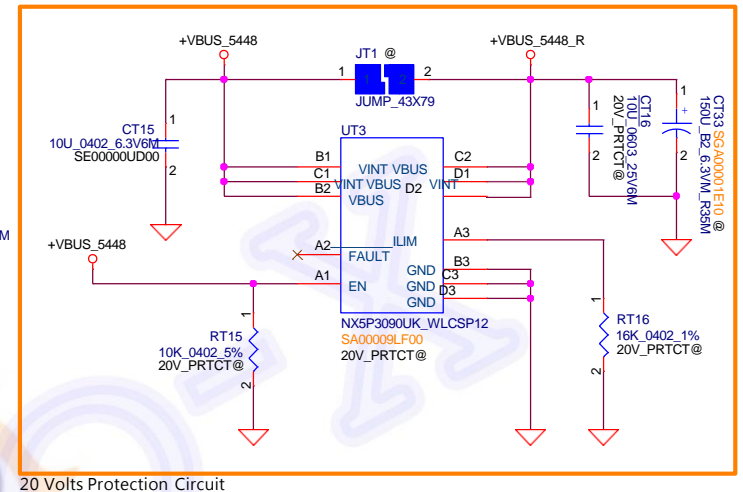 +VBUS_5448
JT1 @
+VBUS_5448_R
1
1 2
2
JUMP_43X79
1
CT15
10U_0402_6.3V6M
SE00000UD00
2
UT3
B1
C1
B2
VINT VBUS
VINT VBUS D2 VINT
VBUS
C2
D1
1
2
CT16
10U_0603_25V6M
20V_PRTCT@
1
+
2
CT33 SGA00001E10 @
150U_B2_6.3VM_R35M
M
+VBUS_5448
A2
ILIM
A3
FAULT
A1
EN
GND
B3
GND
C3
GND
D3
NX5P3090UK_WLCSP12
SA00009LF00
20V_PRTCT@
1
RT15
10K_0402_5%
20V_PRTCT@
2
1
RT16
16K_0402_1%
20V_PRTCT@
2
20 Volts Protection Circuit